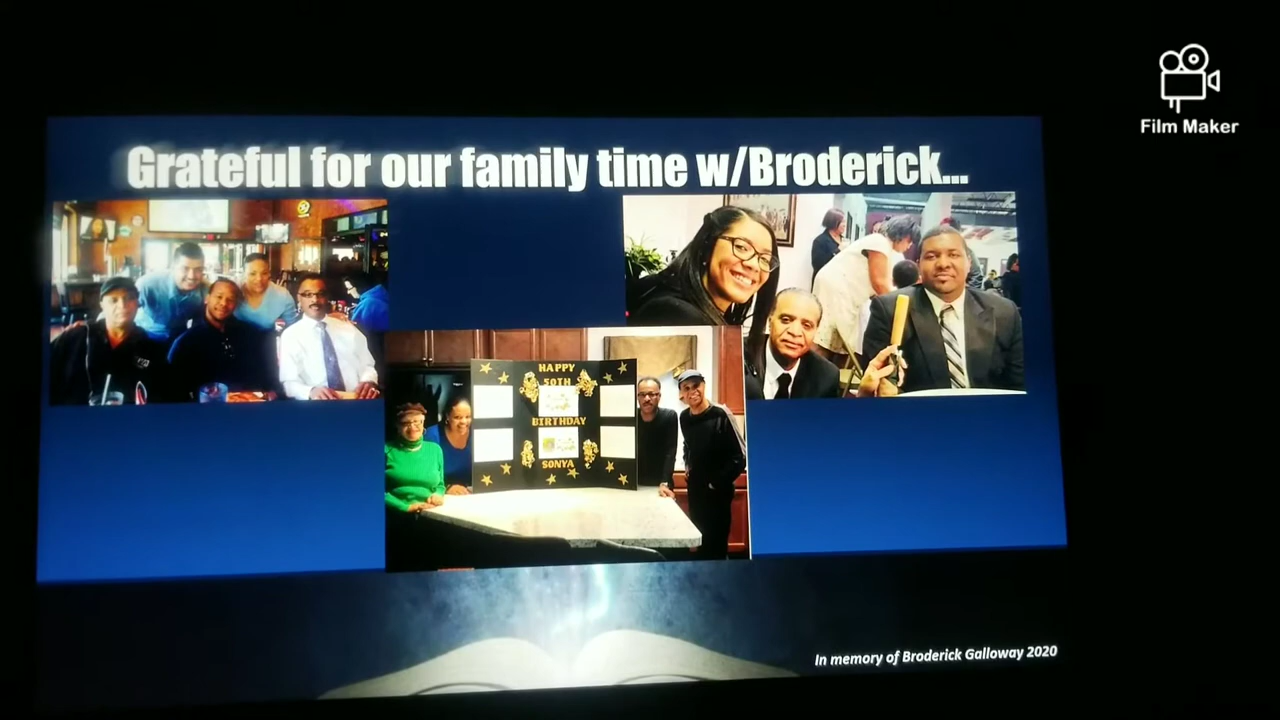 Film Maker
Grateful for our family time w/Broderick...
HAPPY
50TH
BIRTHDAY
SONYA
In memory of Broderick Galloway 2020